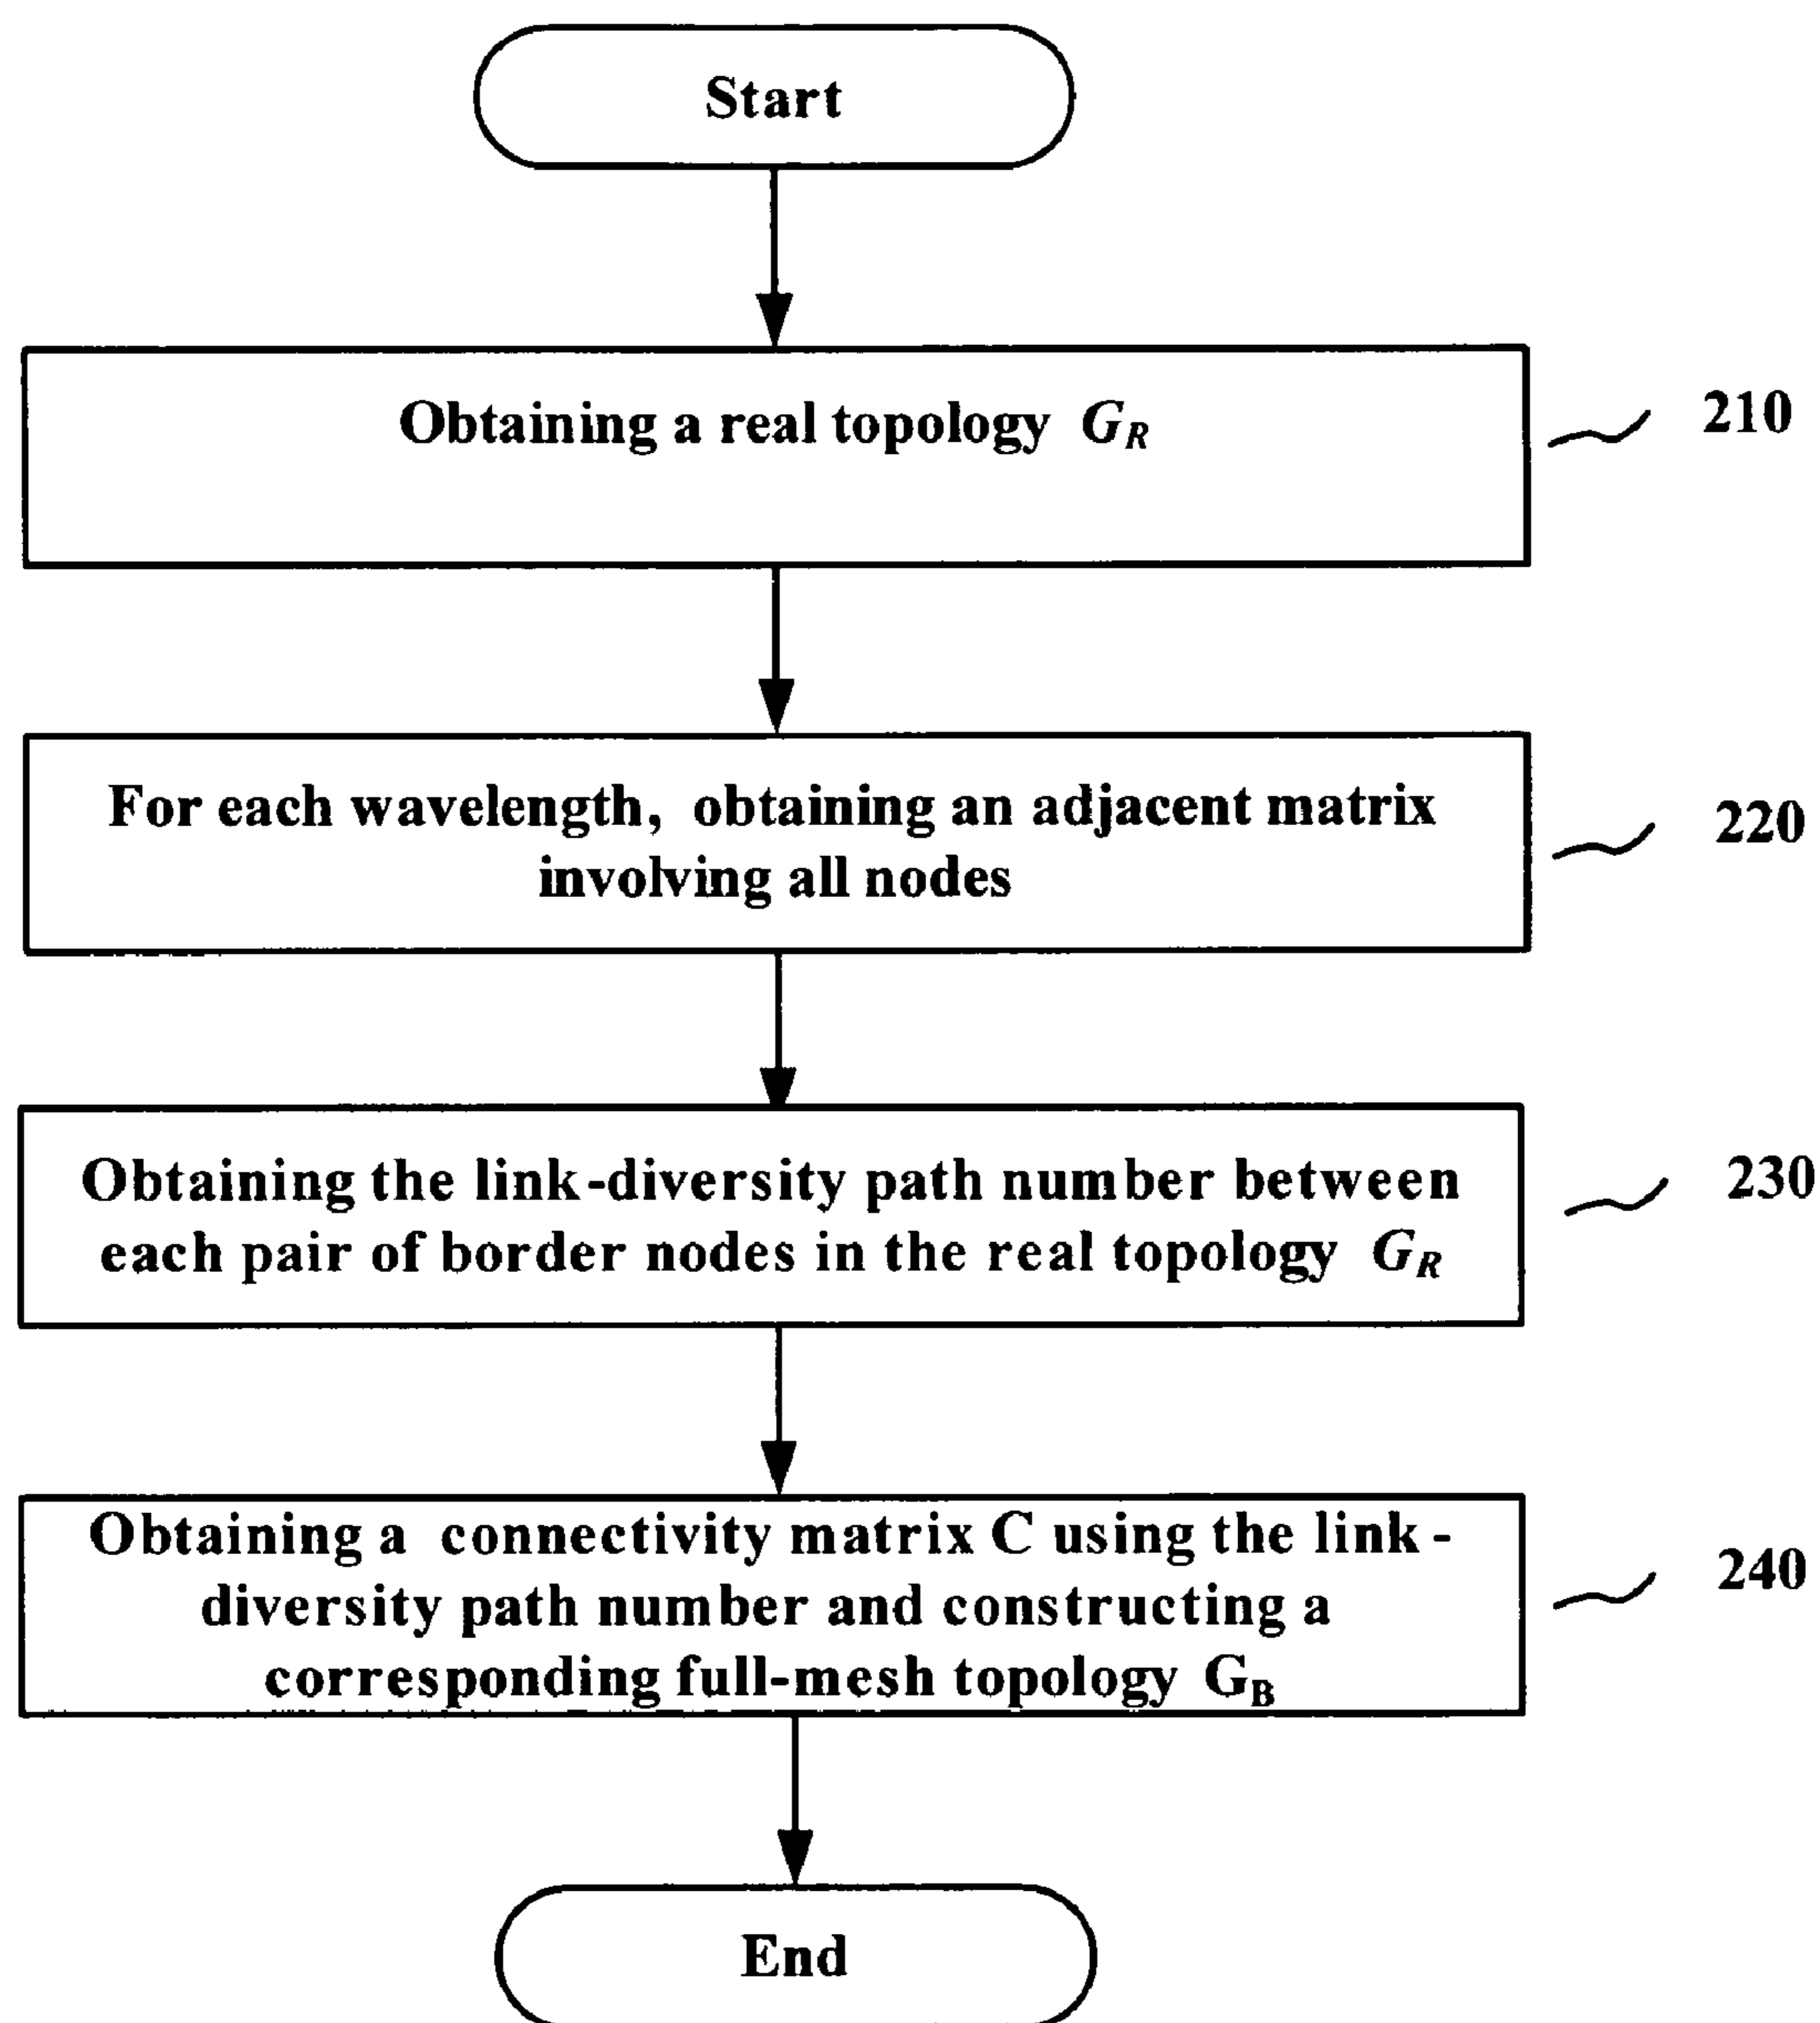 Start
Obtaining a real topology G_R
210
For each wavelength, obtaining an adjacent matrix
involving all nodes
220
Obtaining the link-diversity path number between
each pair of border nodes in the real topology G_R
230
Obtaining a connectivity matrix C using the link-
diversity path number and constructing a
corresponding full-mesh topology G_B
240
End